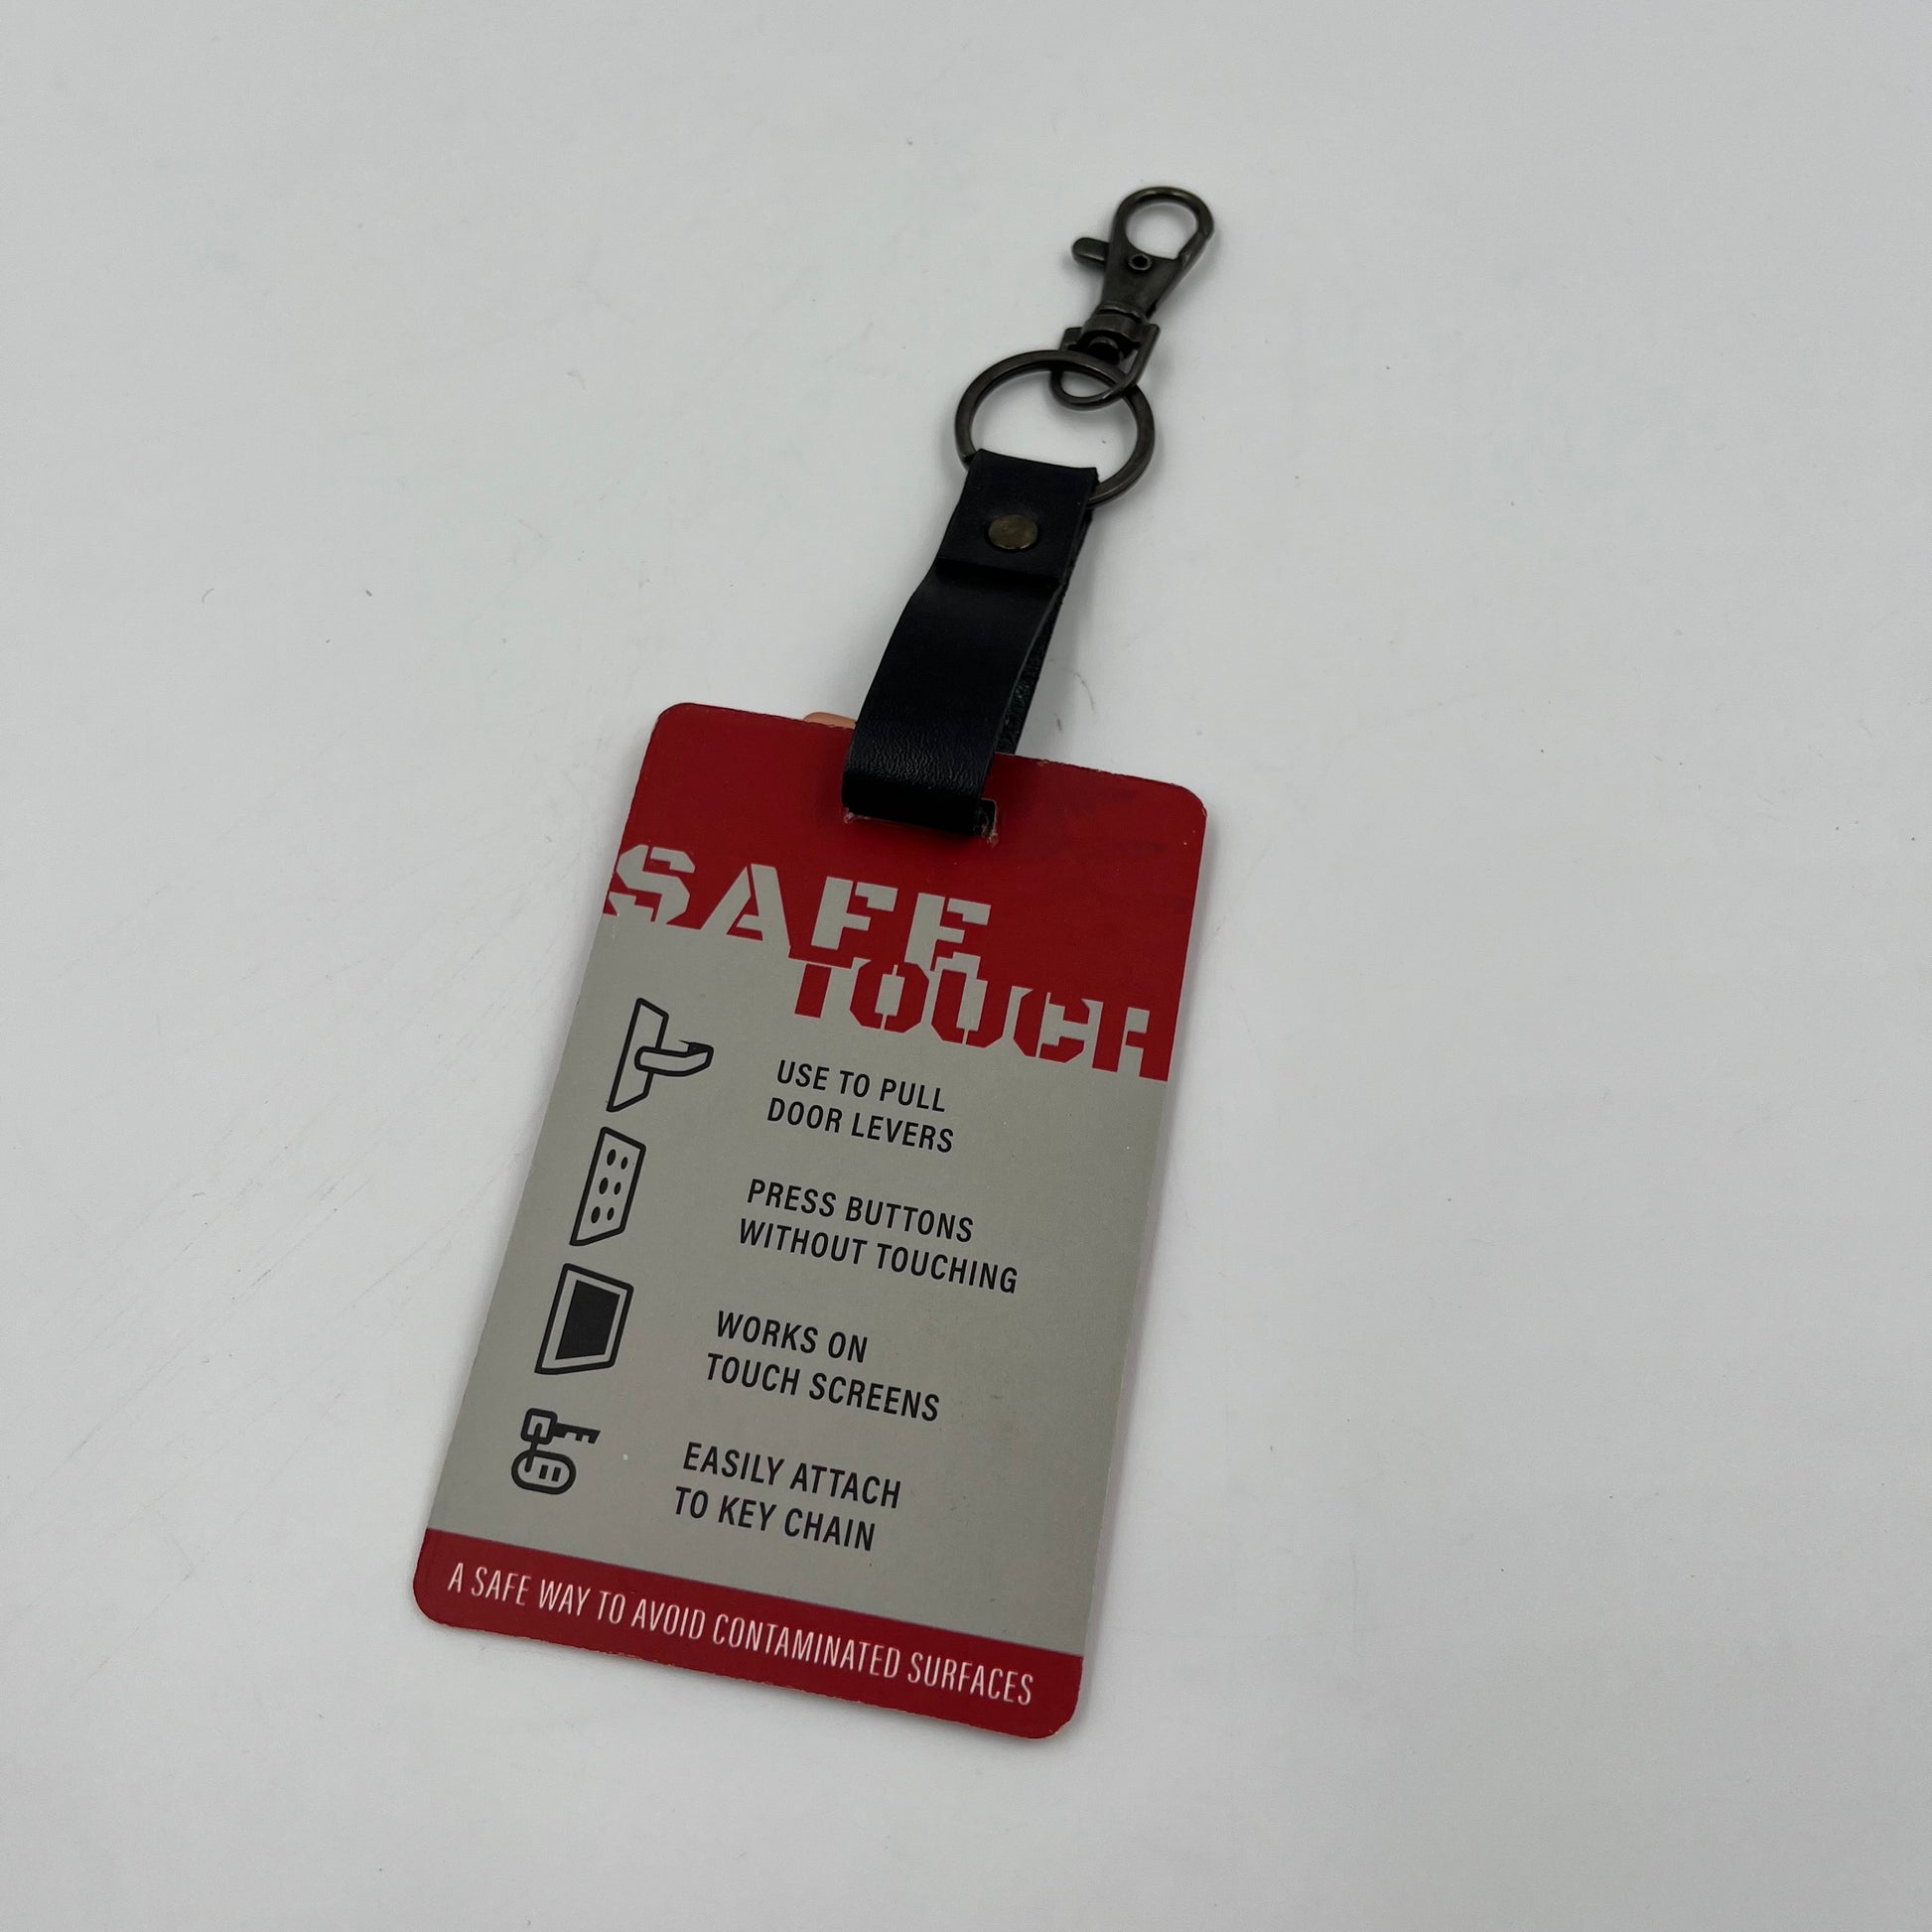 SAFE
TOUCH
USE TO PULL
DOOR LEVERS
PRESS BUTTONS
WITHOUT TOUCHING
WORKS ON
TOUCH SCREENS
EASILY ATTACH
TO KEY CHAIN
A SAFE WAY TO AVOID CONTAMINATED SURFACES